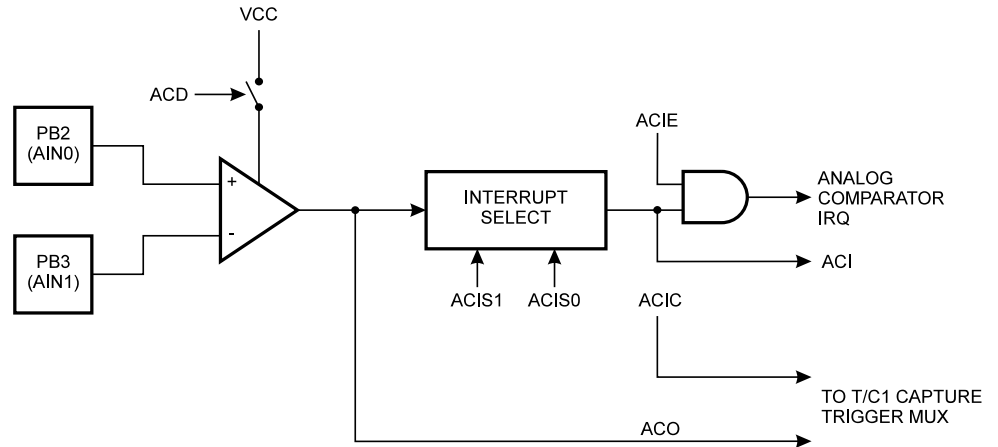 VCC
ACD
PB2
(AIN0)
+
-
PB3
(AIN1)
INTERRUPT
SELECT
ACIS1
ACIS0
ACIE
ANALOG
COMPARATOR
IRQ
ACI
ACIC
TO T/C1 CAPTURE
TRIGGER MUX
ACO